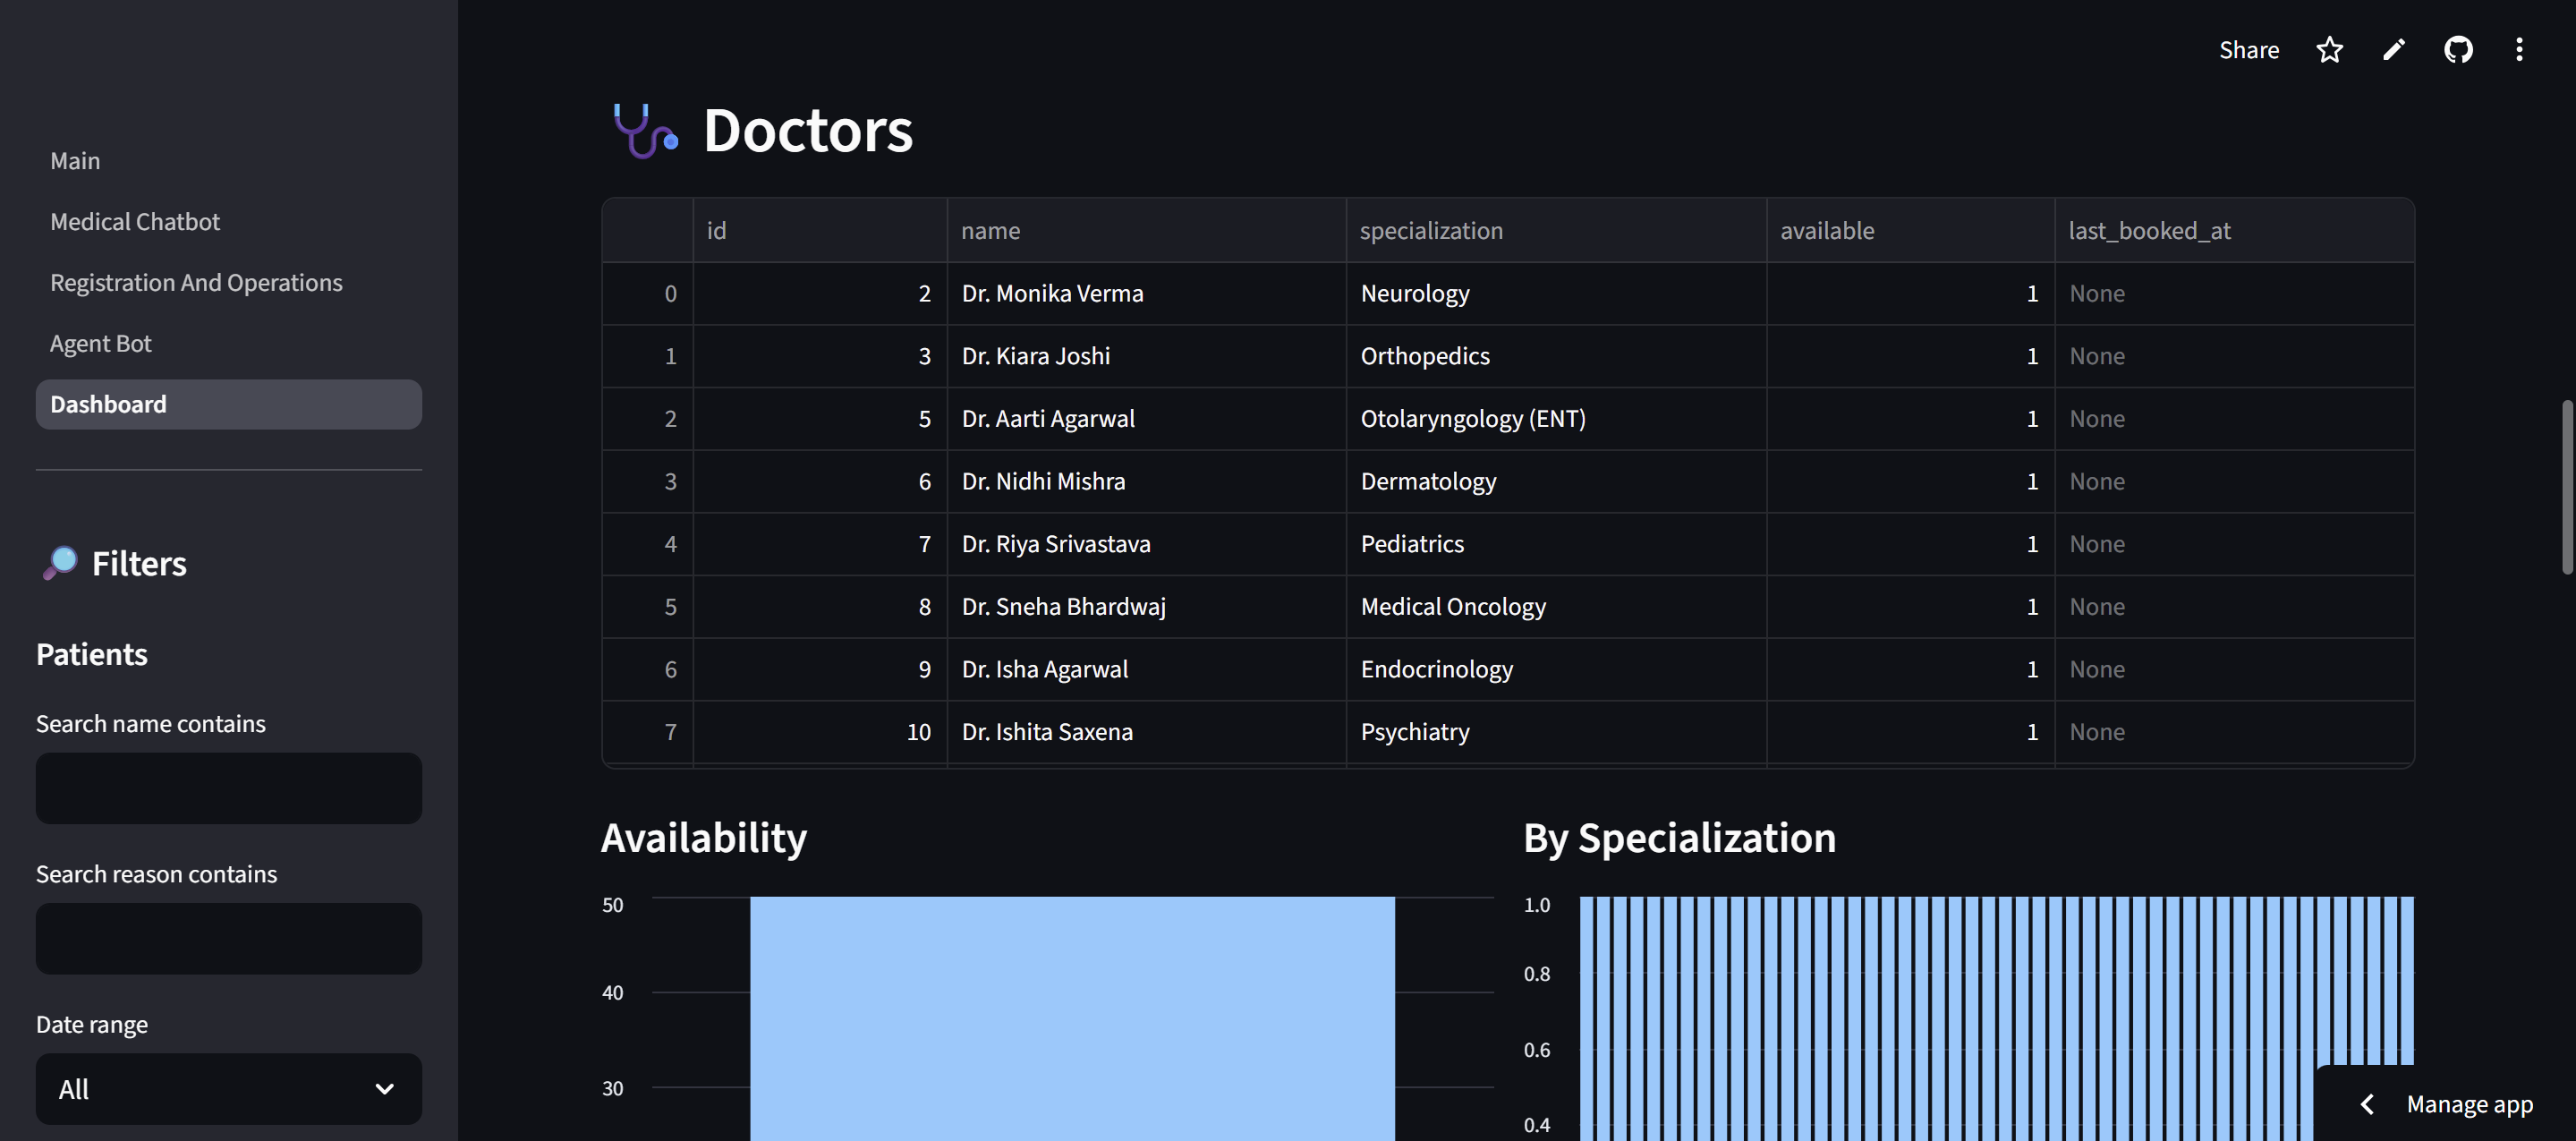 Share
Main
Medical Chatbot
Registration And Operations
Agent Bot
Dashboard
Filters
Patients
Search name contains
Search reason contains
Date range
All
Doctors
id name specialization available last_booked_at
0 2 Dr. Monika Verma Neurology 1 None
1 3 Dr. Kiara Joshi Orthopedics 1 None
2 5 Dr. Aarti Agarwal Otolaryngology (ENT) 1 None
3 6 Dr. Nidhi Mishra Dermatology 1 None
4 7 Dr. Riya Srivastava Pediatrics 1 None
5 8 Dr. Sneha Bhardwaj Medical Oncology 1 None
6 9 Dr. Isha Agarwal Endocrinology 1 None
7 10 Dr. Ishita Saxena Psychiatry 1 None
Availability
50
40
30
By Specialization
1.0
0.8
0.6
0.4
Manage app